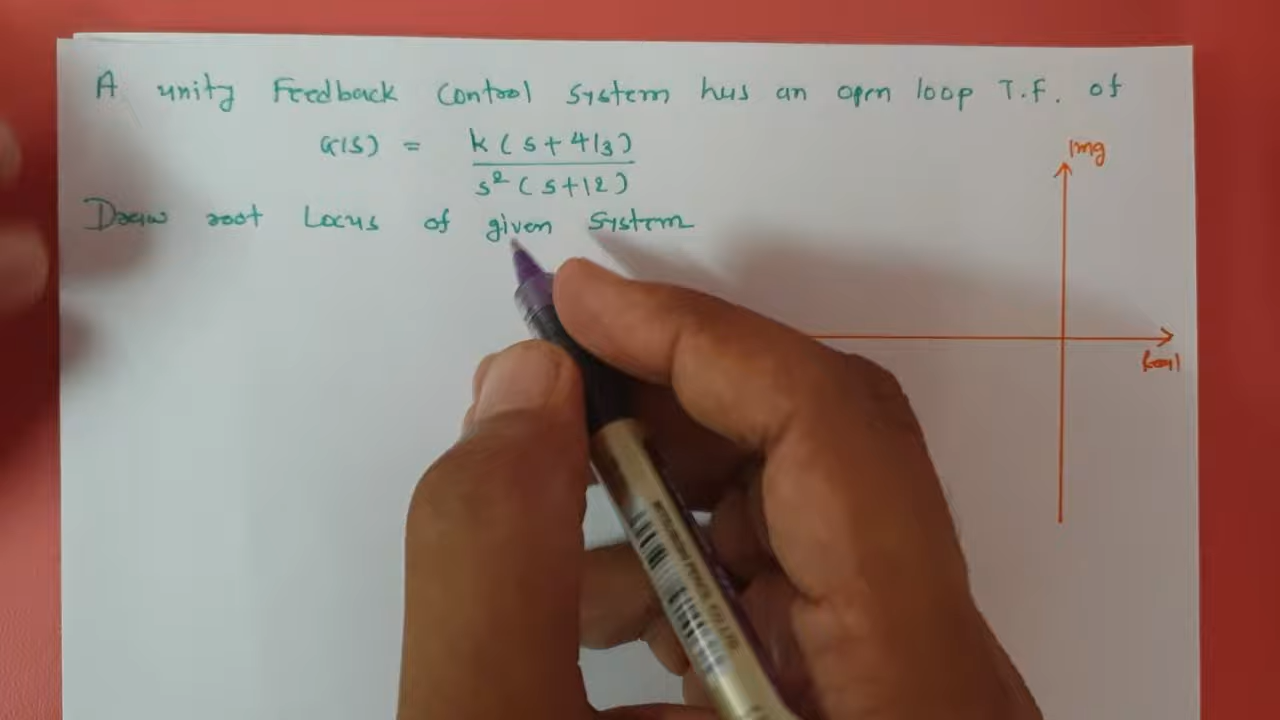 A unity Feedback Control System has an open loop T.F. of
G(S) = k(s+4/3)
s²(s+12)
Draw root Locus of given System
Img
Real